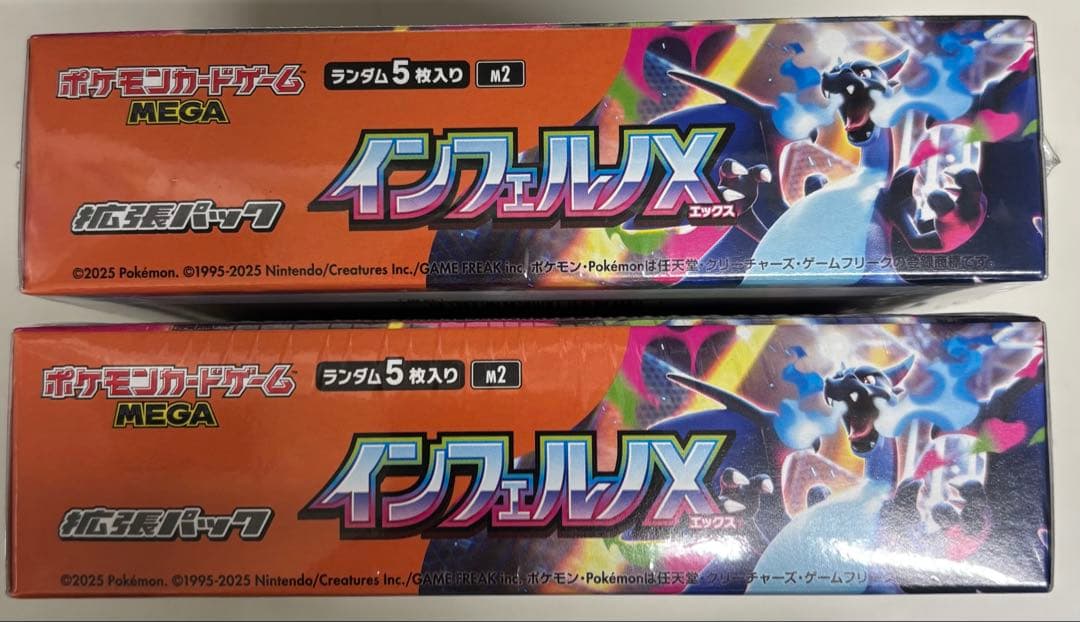 ポケモンカードゲーム
MEGA
ランダム5枚入り M2
インフェルノX
エックス
拡張パック
©2025 Pokémon. ©1995-2025 Nintendo/Creatures Inc./GAME FREAK inc. ポケモン・Pokémonは任天堂・クリーチャーズ・ゲームフリークの登録商標です。
ポケモンカードゲーム
MEGA
ランダム5枚入り M2
インフェルノX
エックス
拡張パック
©2025 Pokémon. ©1995-2025 Nintendo/Creatures Inc./GAME FREAK inc. ポケモン・Pokémonは任天堂・クリーチャーズ・ゲームフリーク